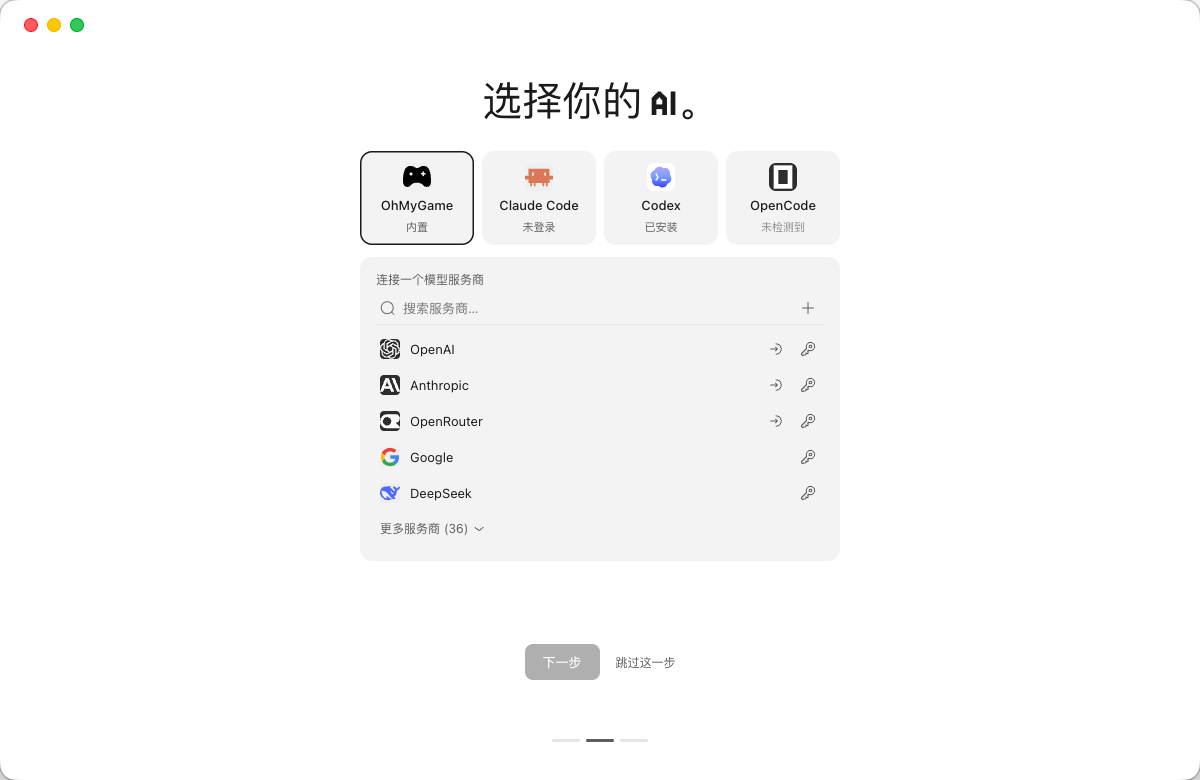 选择你的 AI。
OhMyGame
内置
Claude Code
未登录
Codex
已安装
OpenCode
未检测到
连接一个模型服务商
搜索服务商...
OpenAI
Anthropic
OpenRouter
Google
DeepSeek
更多服务商 (36)
下一步
跳过这一步